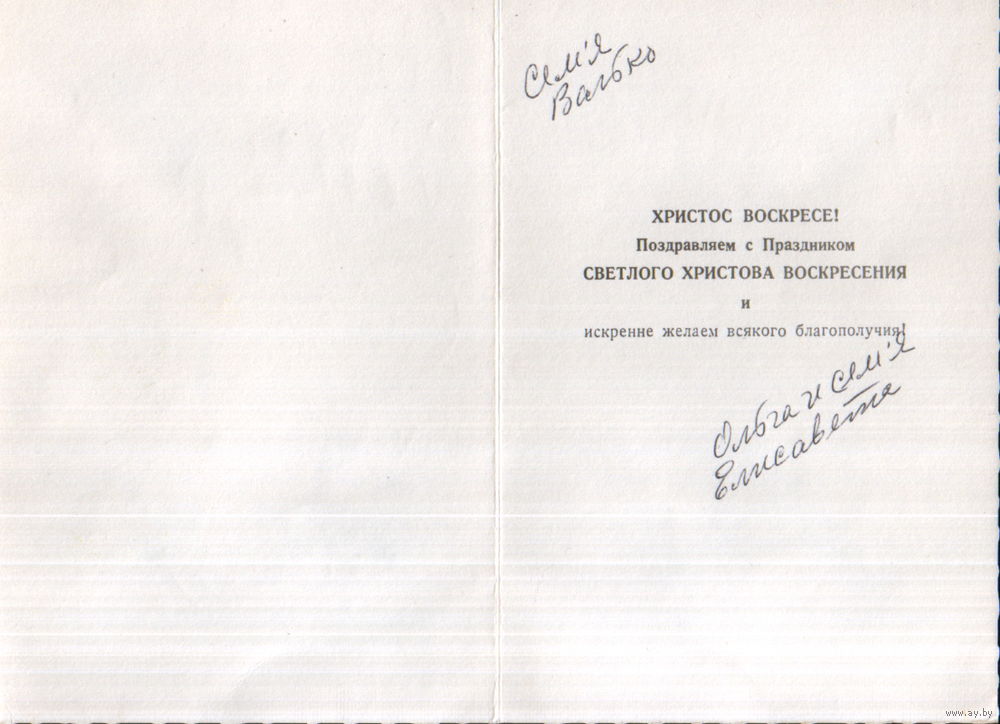 Сем'я
Валько
ХРИСТОС ВОСКРЕСЕ!
Поздравляем с Праздником
СВЕТЛОГО ХРИСТОВА ВОСКРЕСЕНИЯ
и
искренне желаем всякого благополучия!
Ольга и сем'я
Елисавета
www.ay.by